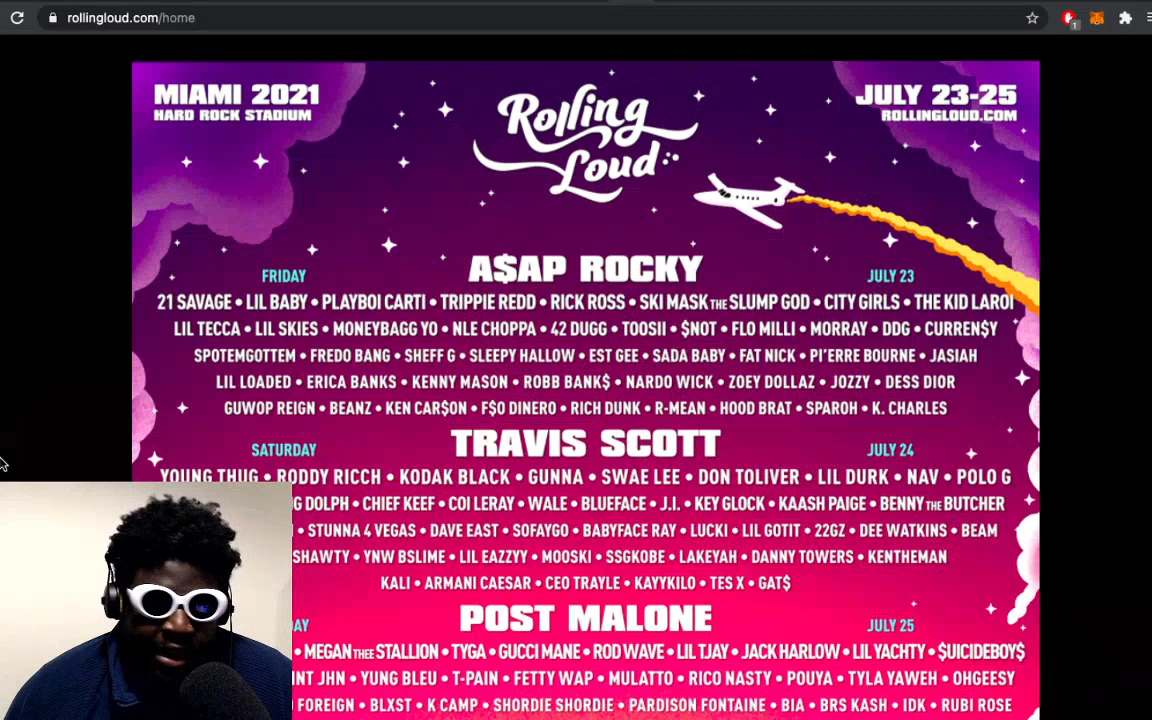 rollingloud.com/home
1
MIAMI 2021
HARD ROCK STADIUM
Rolling
Loud
JULY 23-25
ROLLINGLOUD.COM
FRIDAY
A$AP ROCKY
JULY 23
21 SAVAGE • LIL BABY • PLAYBOI CARTI • TRIPPIE REDD • RICK ROSS • SKI MASK THE SLUMP GOD • CITY GIRLS • THE KID LAROI
LIL TECCA • LIL SKIES • MONEYBAGG YO • NLE CHOPPA • 42 DUGG • TOOSII • $NOT • FLO MILLI • MORRAY • DDG • CURREN$Y
SPOTEMGOTTEM • FREDO BANG • SHEFF G • SLEEPY HALLOW • EST GEE • SADA BABY • FAT NICK • PI'ERRE BOURNE • JASIAH
LIL LOADED • ERICA BANKS • KENNY MASON • ROBB BANK$ • NARDO WICK • ZOEY DOLLAZ • JOZZY • DESS DIOR
GUWOP REIGN • BEANZ • KEN CAR$ON • F$O DINERO • RICH DUNK • R-MEAN • HOOD BRAT • SPAROH • K. CHARLES
SATURDAY
TRAVIS SCOTT
JULY 24
YOUNG THUG • RODDY RICCH • KODAK BLACK • GUNNA • SWAE LEE • DON TOLIVER • LIL DURK • NAV • POLO G
G DOLPH • CHIEF KEEF • COI LERAY • WALE • BLUEFACE • J.I. • KEY GLOCK • KAASH PAIGE • BENNY THE BUTCHER
• STUNNA 4 VEGAS • DAVE EAST • SOFAYGO • BABYFACE RAY • LUCKI • LIL GOTIT • 22GZ • DEE WATKINS • BEAM
SHAWTY • YNW BSLIME • LIL EAZZYY • MOOSKI • SSGKOBE • LAKEYAH • DANNY TOWERS • KENTHEMAN
KALI • ARMANI CAESAR • CEO TRAYLE • KAYYKILO • TES X • GAT$
AY
POST MALONE
JULY 25
• MEGAN THEE STALLION • TYGA • GUCCI MANE • ROD WAVE • LIL TJAY • JACK HARLOW • LIL YACHTY • $UICIDEBOY$
INT JHN • YUNG BLEU • T-PAIN • FETTY WAP • MULATTO • RICO NASTY • POUYA • TYLA YAWEH • OHGEESY
FOREIGN • BLXST • K CAMP • SHORDIE SHORDIE • PARDISON FONTAINE • BIA • BRS KASH • IDK • RUBI ROSE